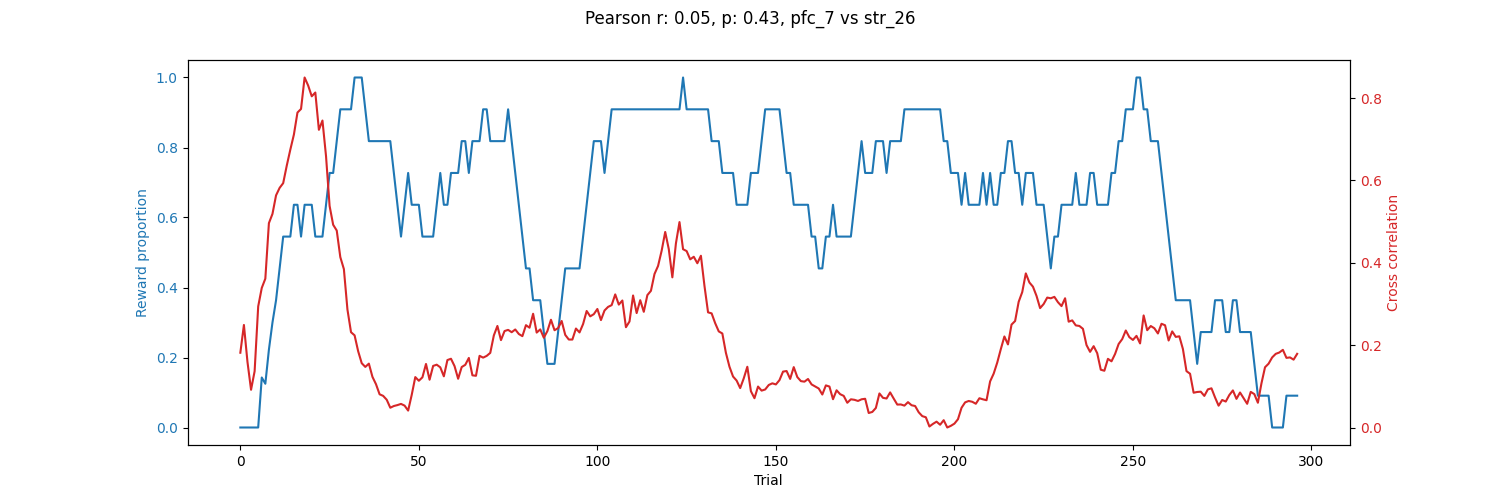 Pearson r: 0.05, p: 0.43, pfc_7 vs str_26
1.0
0.8
0.6
0.4
0.2
0.0
Reward proportion
0.8
0.6
0.4
0.2
0.0
Cross correlation
0 50 100 150 200 250 300
Trial